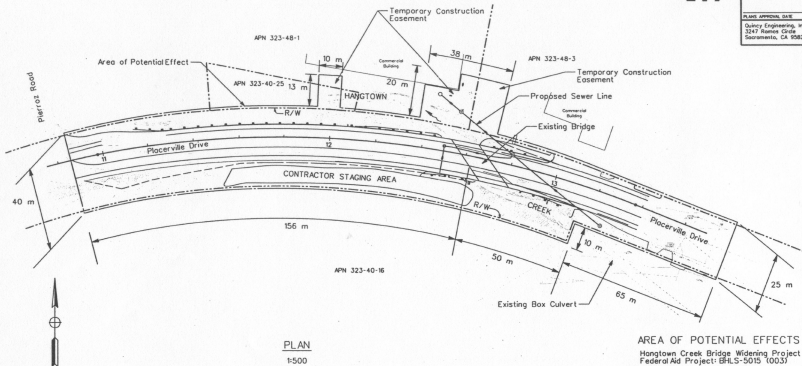 PLANS APPROVAL DATE
Quincy Engineering, In
3247 Ramos Circle
Sacramento, CA 9582
Temporary Construction
Easement
APN 323-48-1
38 m
10 m
Commercial
Building
APN 323-48-3
Area of Potential Effect
APN 323-40-25
13 m
20 m
Temporary Construction
Easement
HANGTOWN
Proposed Sewer Line
Commercial
Building
Pierroz Road
R/W
Existing Bridge
Placerville Drive
11
12
13
CONTRACTOR STAGING AREA
40 m
R/W
CREEK
Placerville Drive
156 m
10 m
50 m
25 m
APN 323-40-16
65 m
Existing Box Culvert
PLAN
1:500
AREA OF POTENTIAL EFFECTS
Hangtown Creek Bridge Widening Project
Federal Aid Project: BHLS-5015 (003)